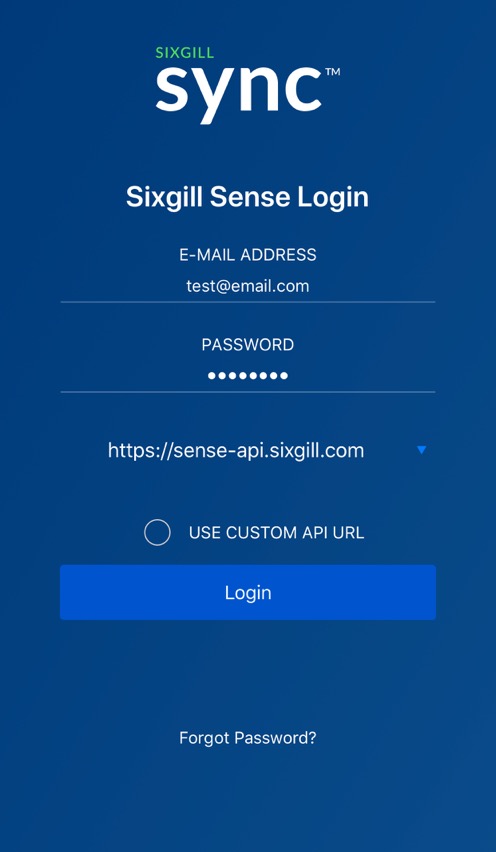 SIXGILL
sync™
Sixgill Sense Login
E-MAIL ADDRESS
test@email.com
PASSWORD
••••••••
https://sense-api.sixgill.com
USE CUSTOM API URL
Login
Forgot Password?